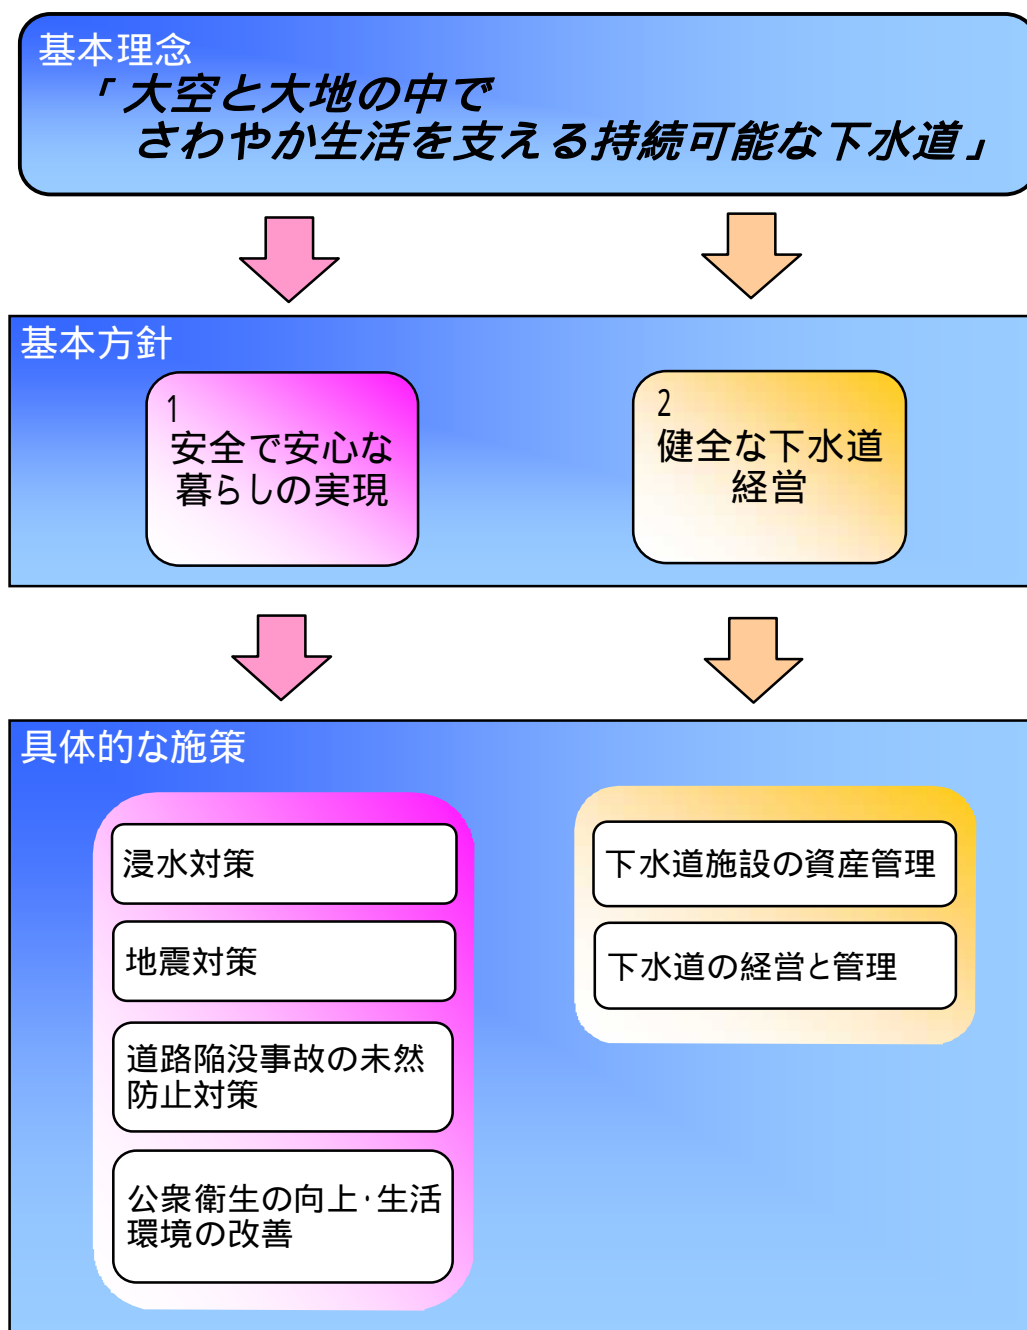 基本理念
「大空と大地の中で
さわやか生活を支える持続可能な下水道」
基本方針
1
安全で安心な
暮らしの実現
2
健全な下水道
経営
具体的な施策
浸水対策
地震対策
道路陥没事故の未然
防止対策
公衆衛生の向上･生活
環境の改善
下水道施設の資産管理
下水道の経営と管理